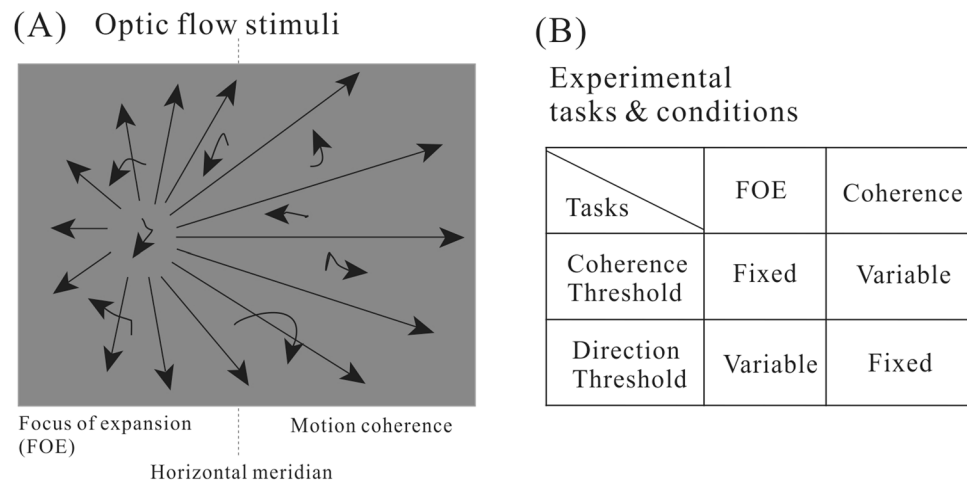 (A) Optic flow stimuli
Focus of expansion
(FOE)
Motion coherence
Horizontal meridian
(B)
Experimental
tasks & conditions
Tasks
FOE
Coherence
Coherence
Threshold
Fixed
Variable
Direction
Threshold
Variable
Fixed